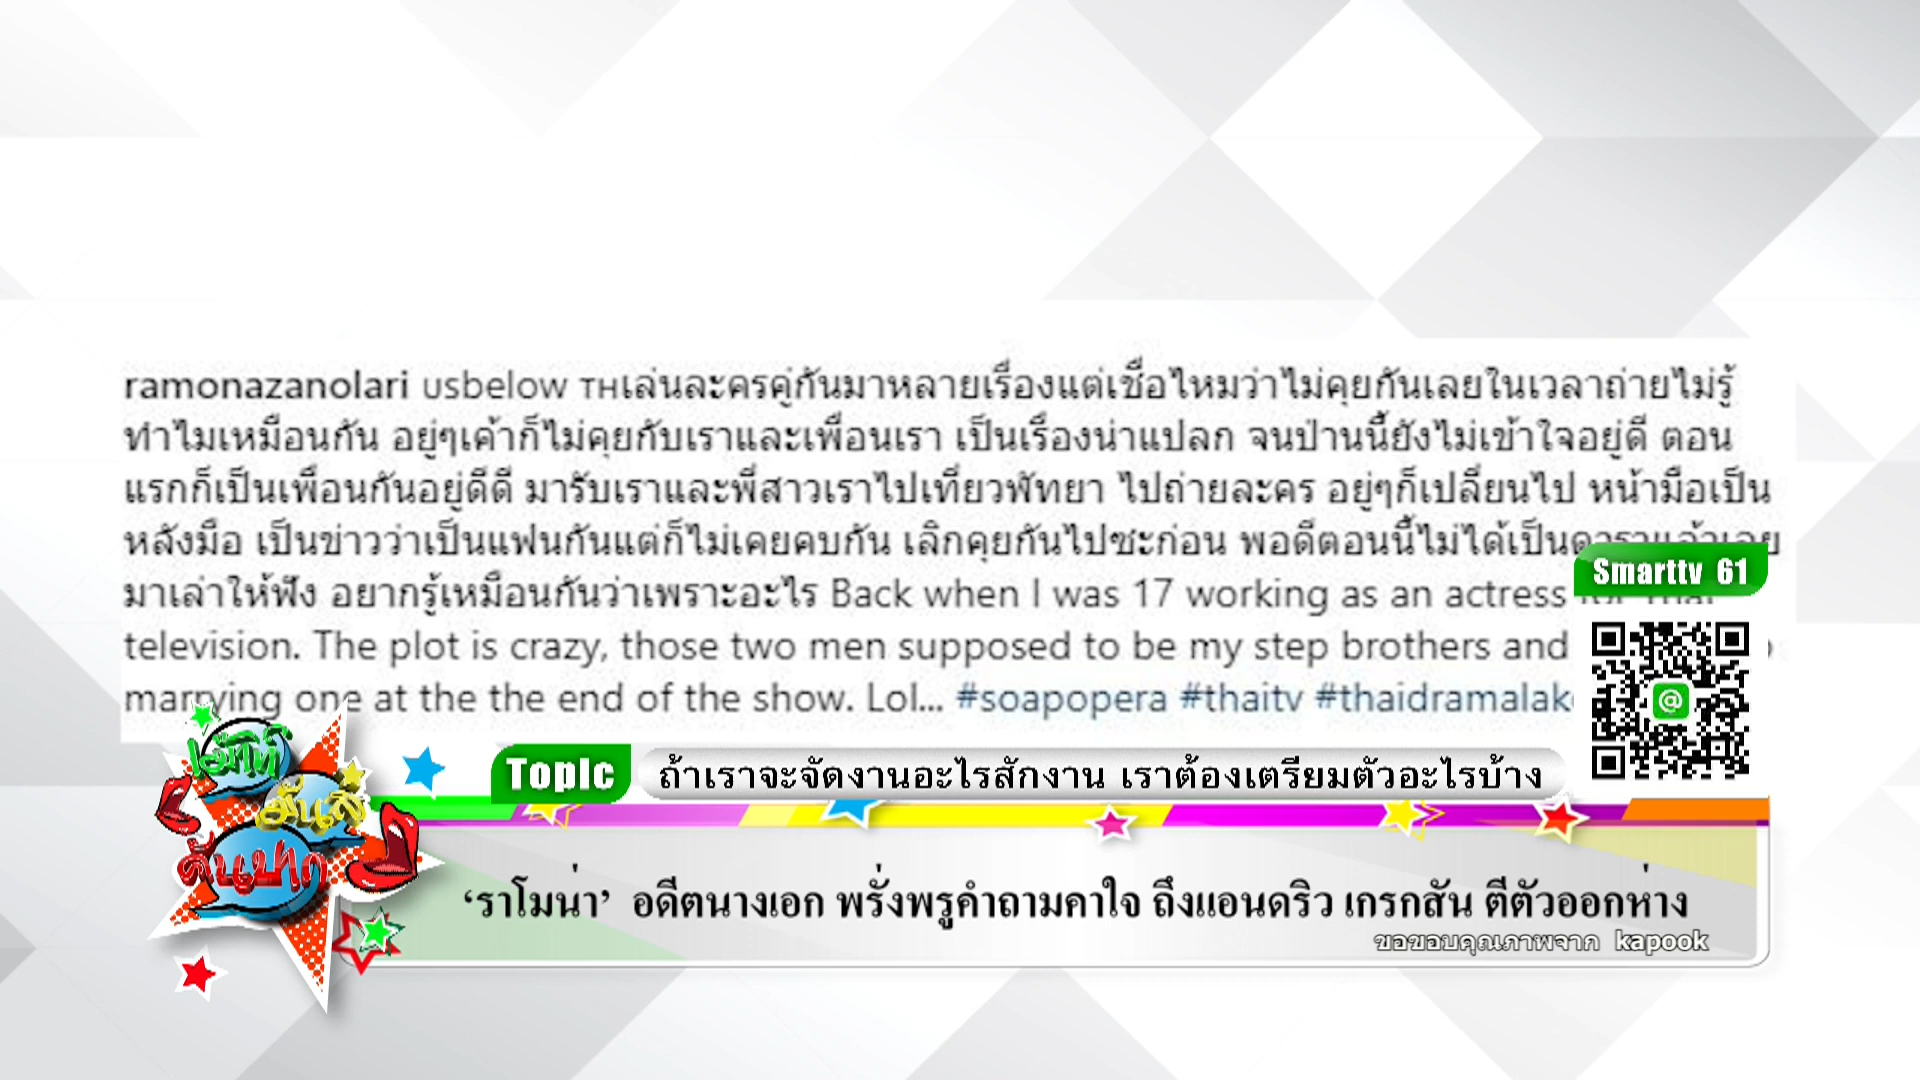 ramonazanolari usbelow THเล่นละครคู่กันมาหลายเรื่องแต่เชื่อไหมว่าไม่คุยกันเลยในเวลาถ่ายไม่รู้
ทำไมเหมือนกัน อยู่ๆเค้าก็ไม่คุยกับเราและเพื่อนเรา เป็นเรื่องน่าแปลก จนป่านนี้ยังไม่เข้าใจอยู่ดี ตอน
แรกก็เป็นเพื่อนกันอยู่ดีดี มารับเราและพี่สาวเราไปเที่ยวพัทยา ไปถ่ายละคร อยู่ๆก็เปลี่ยนไป หน้ามือเป็น
หลังมือ เป็นข่าวว่าเป็นแฟนกันแต่ก็ไม่เคยคบกัน เลิกคุยกันไปซะก่อน พอดีตอนนี้ไม่ได้เป็นดาราแล้วเลย
มาเล่าให้ฟัง อยากรู้เหมือนกันว่าเพราะอะไร Back when I was 17 working as an actress
television. The plot is crazy, those two men supposed to be my step brothers and
marrying one at the the end of the show. Lol... #soapopera #thaitv #thaidramalak
Smarttv 61
เม้าท์
มันส์
คันปาก
Topic ถ้าเราจะจัดงานอะไรสักงาน เราต้องเตรียมตัวอะไรบ้าง
‘ราโมน่า’ อดีตนางเอก พรั่งพรูคำถามคาใจ ถึงแอนดริว เกรกสัน ตีตัวออกห่าง
ขอขอบคุณภาพจาก kapook